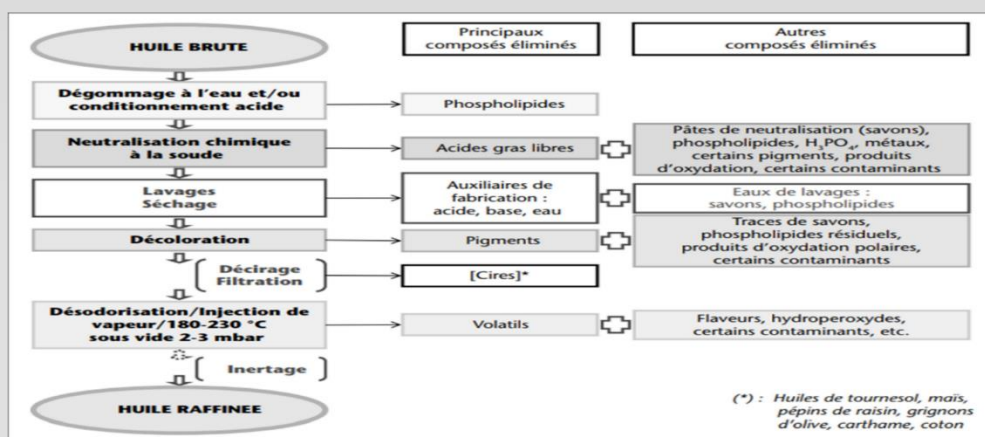 HUILE BRUTE
Principaux
composés éliminés
Autres
composés éliminés
Dégommage à l'eau et/ou
conditionnement acide
Phospholipides
Neutralisation chimique
à la soude
Acides gras libres
Pâtes de neutralisation (savons),
phospholipides, H₃PO₄, métaux,
certains pigments, produits
d'oxydation, certains contaminants
Lavages
Séchage
Auxiliaires de
fabrication :
acide, base, eau
Eaux de lavages :
savons, phospholipides
Décoloration
Pigments
Traces de savons,
phospholipides résiduels,
produits d'oxydation polaires,
certains contaminants
Décirage
Filtration
[Cires]*
Désodorisation/Injection de
vapeur/180-230 °C
sous vide 2-3 mbar
Volatils
Flaveurs, hydroperoxydes,
certains contaminants, etc.
Inertage
HUILE RAFFINEE
(*) : Huiles de tournesol, maïs,
pépins de raisin, grignons
d'olive, carthame, coton